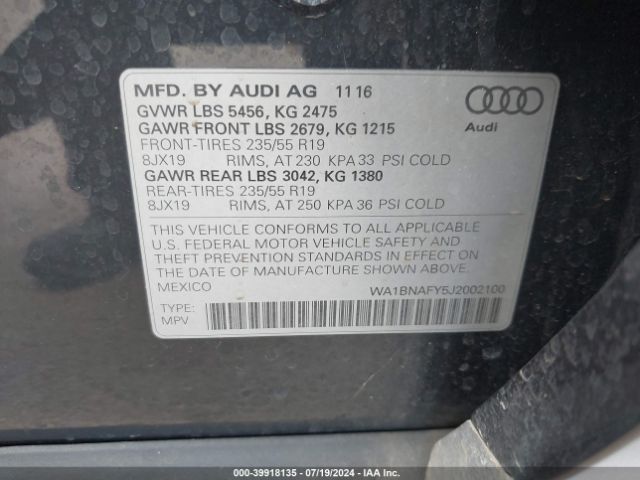 MFD. BY AUDI AG 11 16
GVWR LBS 5456, KG 2475
GAWR FRONT LBS 2679, KG 1215
FRONT-TIRES 235/55 R19
8JX19 RIMS, AT 230 KPA 33 PSI COLD
GAWR REAR LBS 3042, KG 1380
REAR-TIRES 235/55 R19
8JX19 RIMS, AT 250 KPA 36 PSI COLD
Audi
THIS VEHICLE CONFORMS TO ALL APPLICABLE
U.S. FEDERAL MOTOR VEHICLE SAFETY AND
THEFT PREVENTION STANDARDS IN EFFECT ON
THE DATE OF MANUFACTURE SHOWN ABOVE.
MEXICO WA1BNAFY5J2002100
TYPE:
MPV
000-39918135 - 07/19/2024 - IAA Inc.